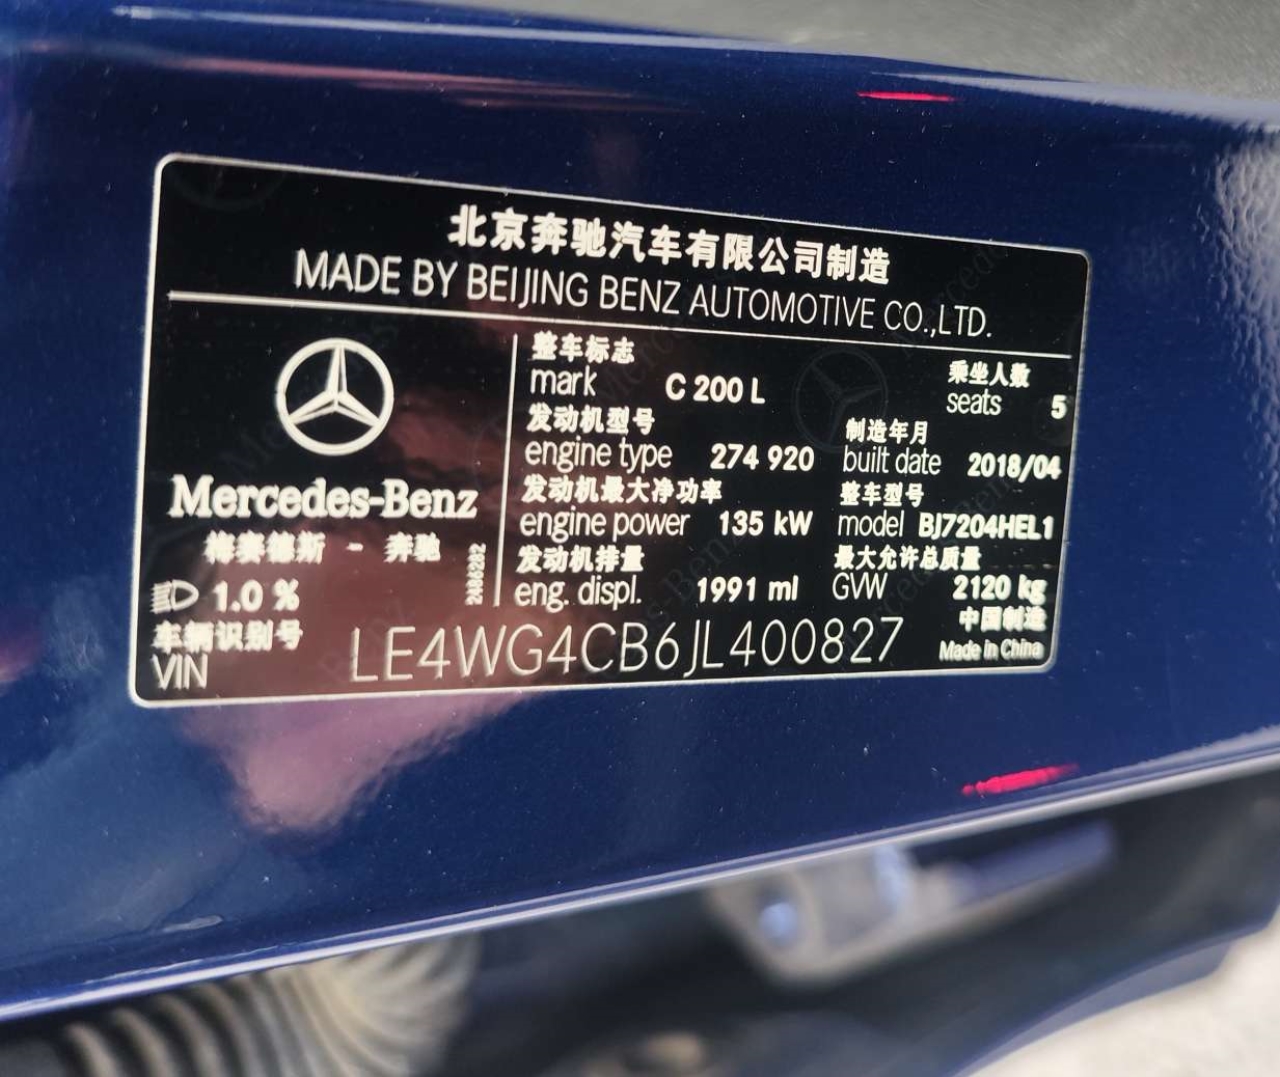 北京奔驰汽车有限公司制造
MADE BY BEIJING BENZ AUTOMOTIVE CO.,LTD.
Mercedes-Benz
梅赛德斯 - 奔驰
1.0 %
2486282
整车标志
mark C 200 L
乘坐人数
seats 5
发动机型号
engine type 274 920
制造年月
built date 2018/04
发动机最大净功率
engine power 135 kW
整车型号
model BJ7204HEL1
发动机排量
eng. displ. 1991 ml
最大允许总质量
GVW 2120 kg
车辆识别号
VIN LE4WG4CB6JL400827
中国制造
Made in China